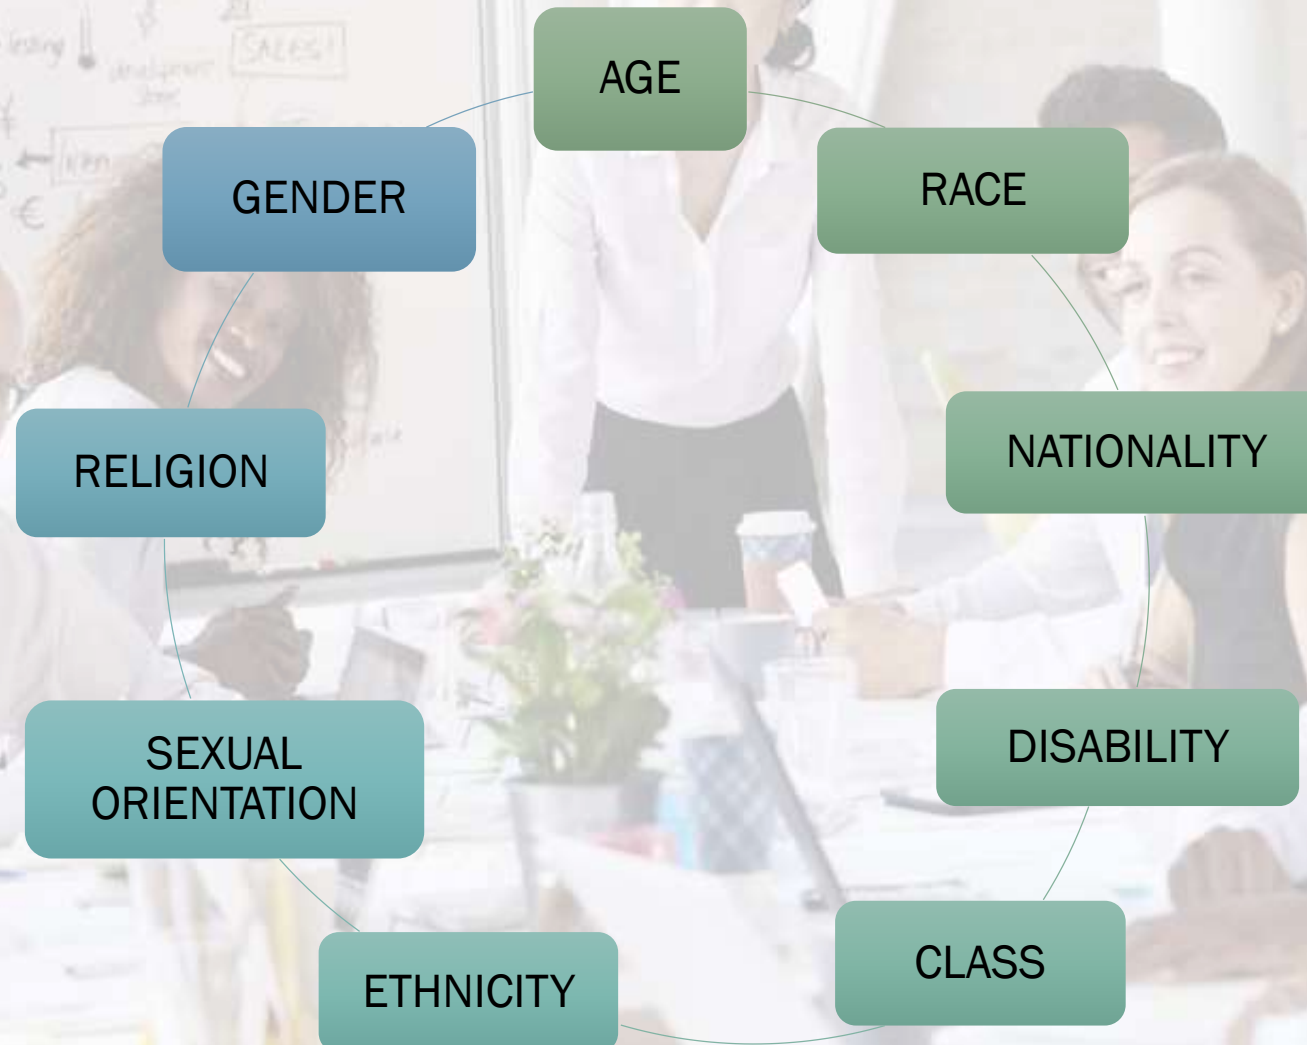 AGE
GENDER
RACE
SALES!
RELIGION
NATIONALITY
SEXUAL
ORIENTATION
DISABILITY
ETHNICITY
CLASS